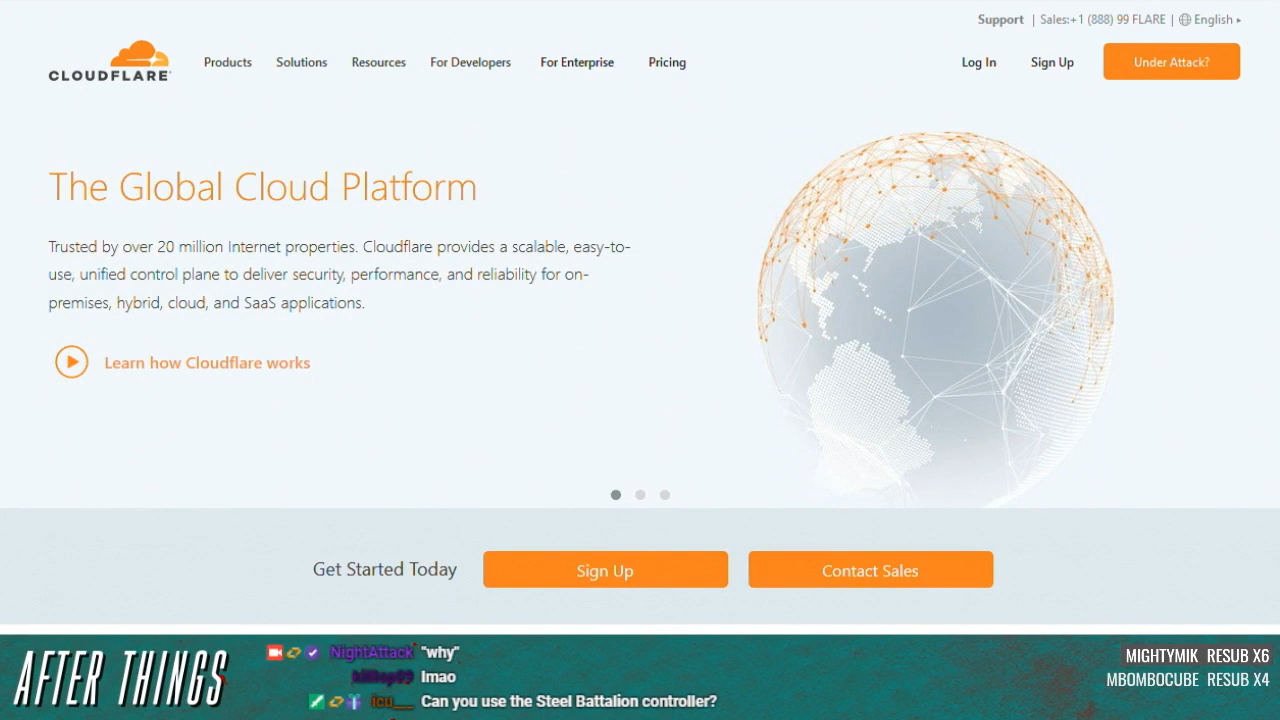 Support | Sales:+1 (888) 99 FLARE | English ▸
CLOUDFLARE
Products Solutions Resources For Developers For Enterprise Pricing Log In Sign Up Under Attack?
The Global Cloud Platform
Trusted by over 20 million Internet properties. Cloudflare provides a scalable, easy-to-
use, unified control plane to deliver security, performance, and reliability for on-
premises, hybrid, cloud, and SaaS applications.
Learn how Cloudflare works
Get Started Today Sign Up Contact Sales
AFTER THINGS
NightAttack "why"
lmao
icu___ Can you use the Steel Battalion controller?
MIGHTYMIK RESUB X6
MBOMBOCUBE RESUB X4